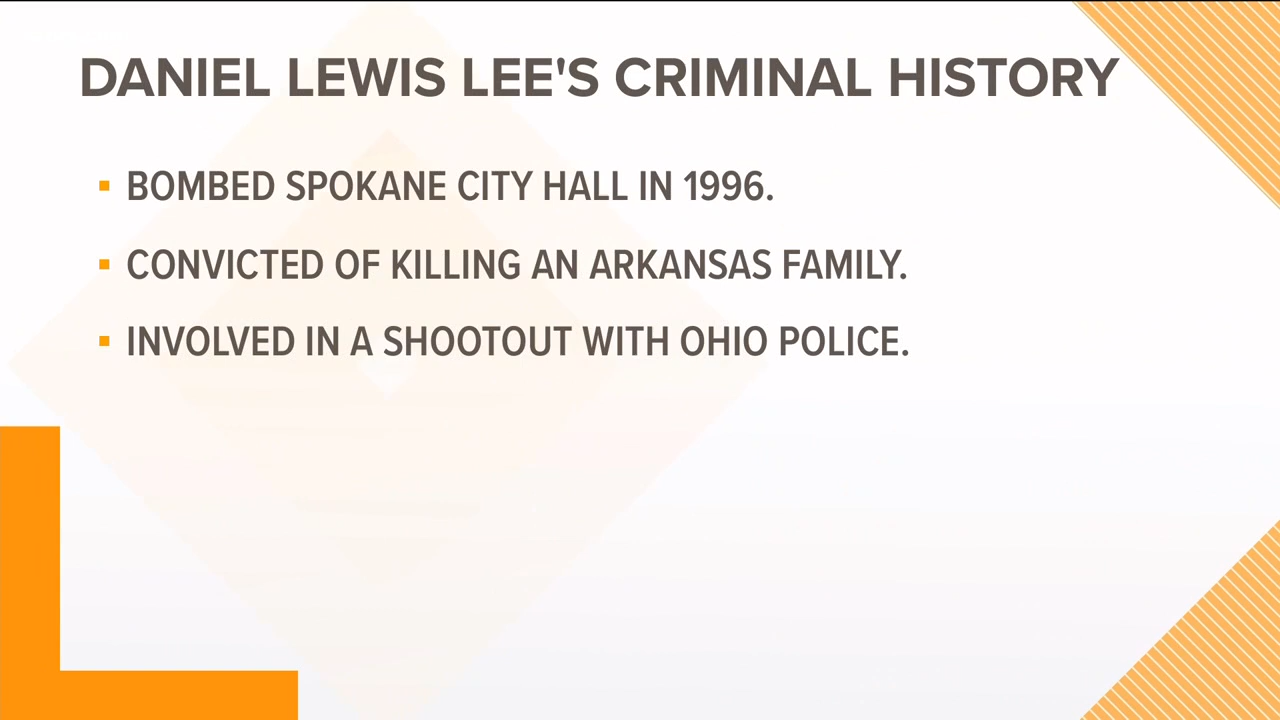 DANIEL LEWIS LEE'S CRIMINAL HISTORY
BOMBED SPOKANE CITY HALL IN 1996.
CONVICTED OF KILLING AN ARKANSAS FAMILY.
INVOLVED IN A SHOOTOUT WITH OHIO POLICE.